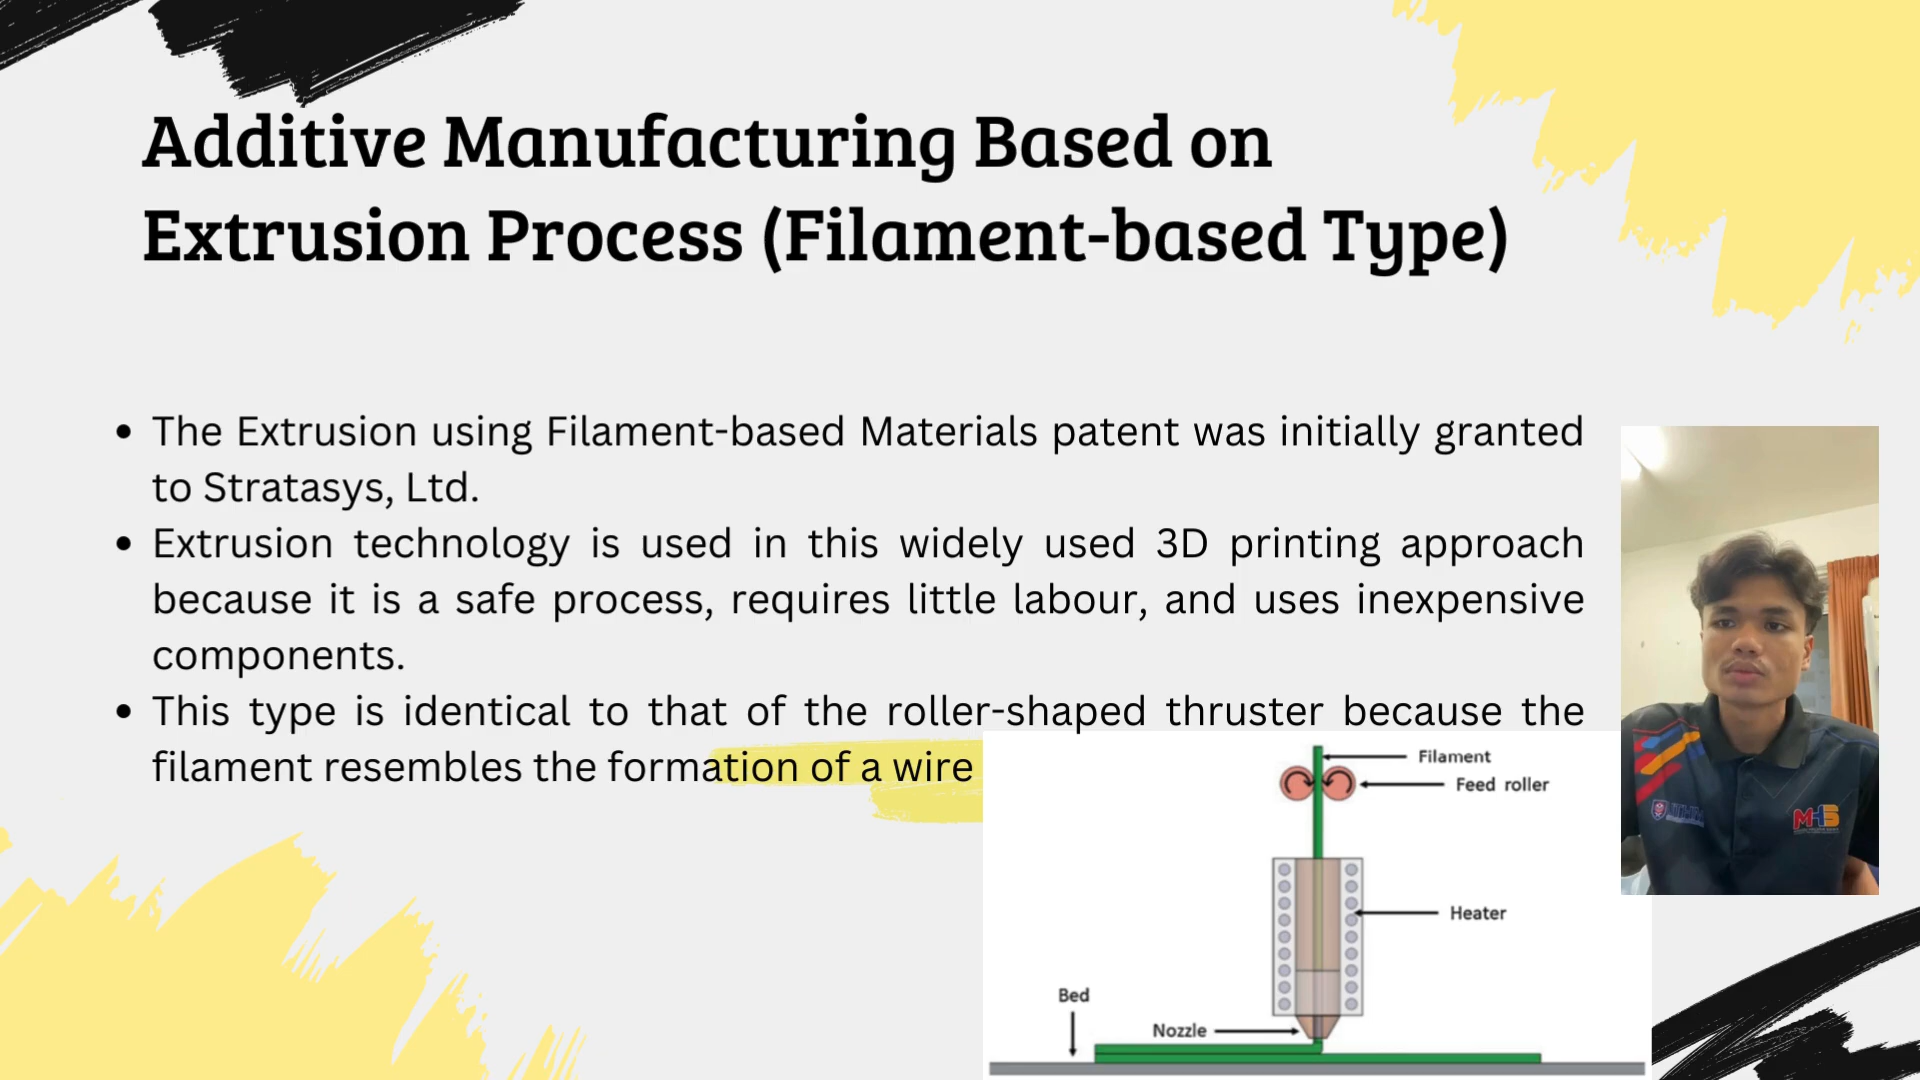 Additive Manufacturing Based on
Extrusion Process (Filament-based Type)
• The Extrusion using Filament-based Materials patent was initially granted
to Stratasys, Ltd.
• Extrusion technology is used in this widely used 3D printing approach
because it is a safe process, requires little labour, and uses inexpensive
components.
• This type is identical to that of the roller-shaped thruster because the
filament resembles the formation of a wire
Filament
Feed roller
Heater
Bed
Nozzle